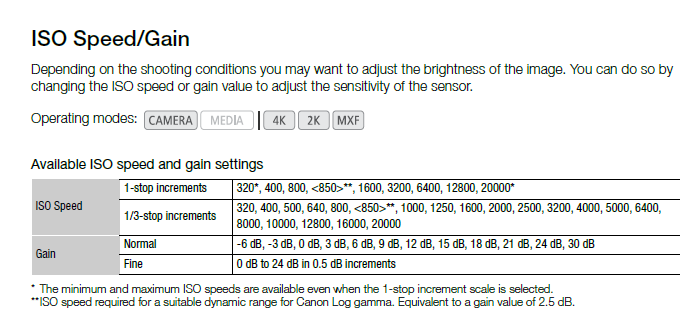 ISO Speed/Gain
Depending on the shooting conditions you may want to adjust the brightness of the image. You can do so by
changing the ISO speed or gain value to adjust the sensitivity of the sensor.
Operating modes: CAMERA MEDIA 4K 2K MXF
Available ISO speed and gain settings
ISO Speed
1-stop increments 320*, 400, 800, <850>**, 1600, 3200, 6400, 12800, 20000*
1/3-stop increments 320, 400, 500, 640, 800, <850>**, 1000, 1250, 1600, 2000, 2500, 3200, 4000, 5000, 6400,
8000, 10000, 12800, 16000, 20000
Gain
Normal -6 dB, -3 dB, 0 dB, 3 dB, 6 dB, 9 dB, 12 dB, 15 dB, 18 dB, 21 dB, 24 dB, 30 dB
Fine 0 dB to 24 dB in 0.5 dB increments
* The minimum and maximum ISO speeds are available even when the 1-stop increment scale is selected.
**ISO speed required for a suitable dynamic range for Canon Log gamma. Equivalent to a gain value of 2.5 dB.